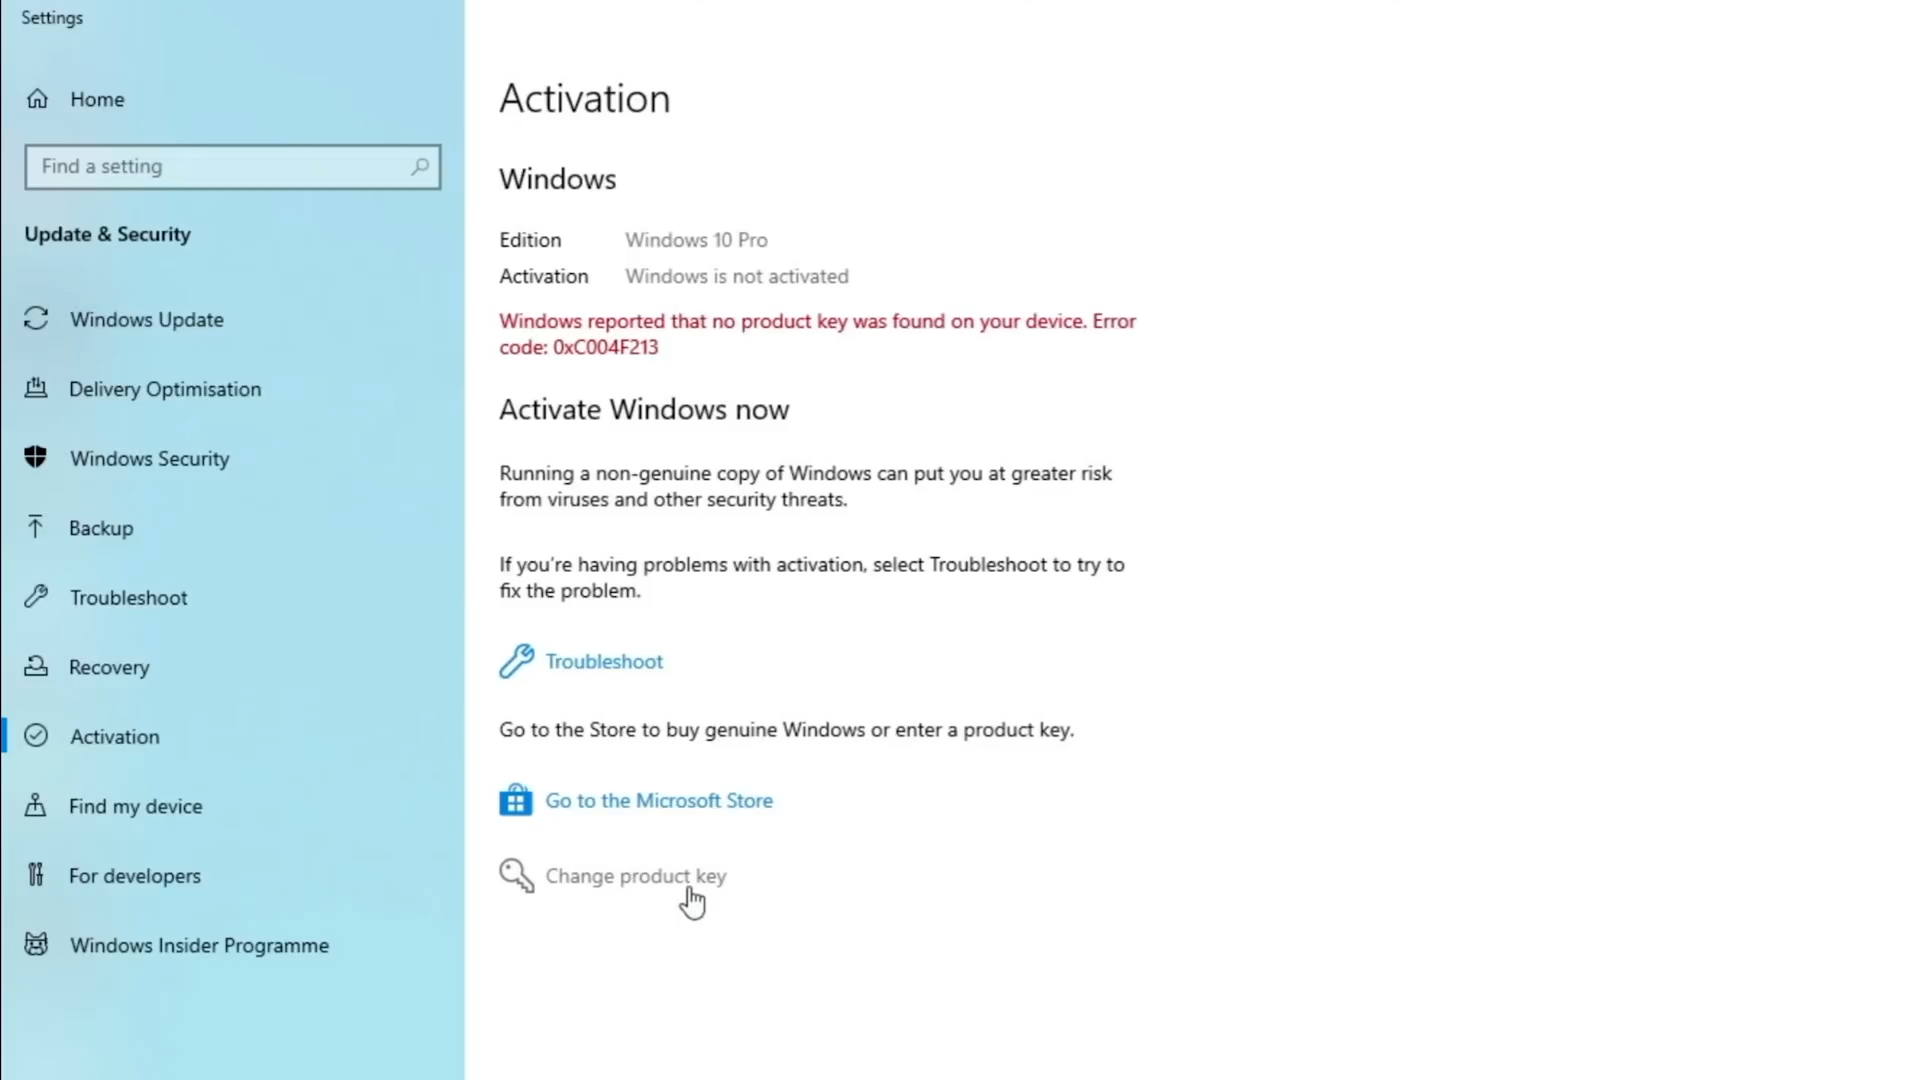 Settings
Home
Find a setting
Update & Security
Windows Update
Delivery Optimisation
Windows Security
Backup
Troubleshoot
Recovery
Activation
Find my device
For developers
Windows Insider Programme
Activation
Windows
Edition Windows 10 Pro
Activation Windows is not activated
Windows reported that no product key was found on your device. Error
code: 0xC004F213
Activate Windows now
Running a non-genuine copy of Windows can put you at greater risk
from viruses and other security threats.
If you're having problems with activation, select Troubleshoot to try to
fix the problem.
Troubleshoot
Go to the Store to buy genuine Windows or enter a product key.
Go to the Microsoft Store
Change product key